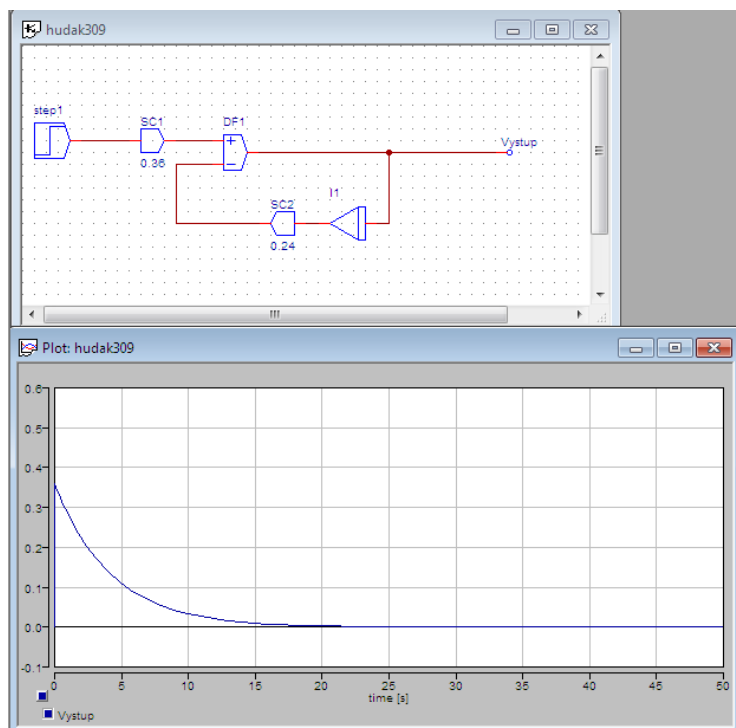 hudak309
step1
SC1
DF1
+
-
0.36
Vystup
I1
SC2
0.24
Plot: hudak309
0.6
0.5
0.4
0.3
0.2
0.1
0.0
-0.1
0 5 10 15 20 25 30 35 40 45 50
time [s]
Vystup